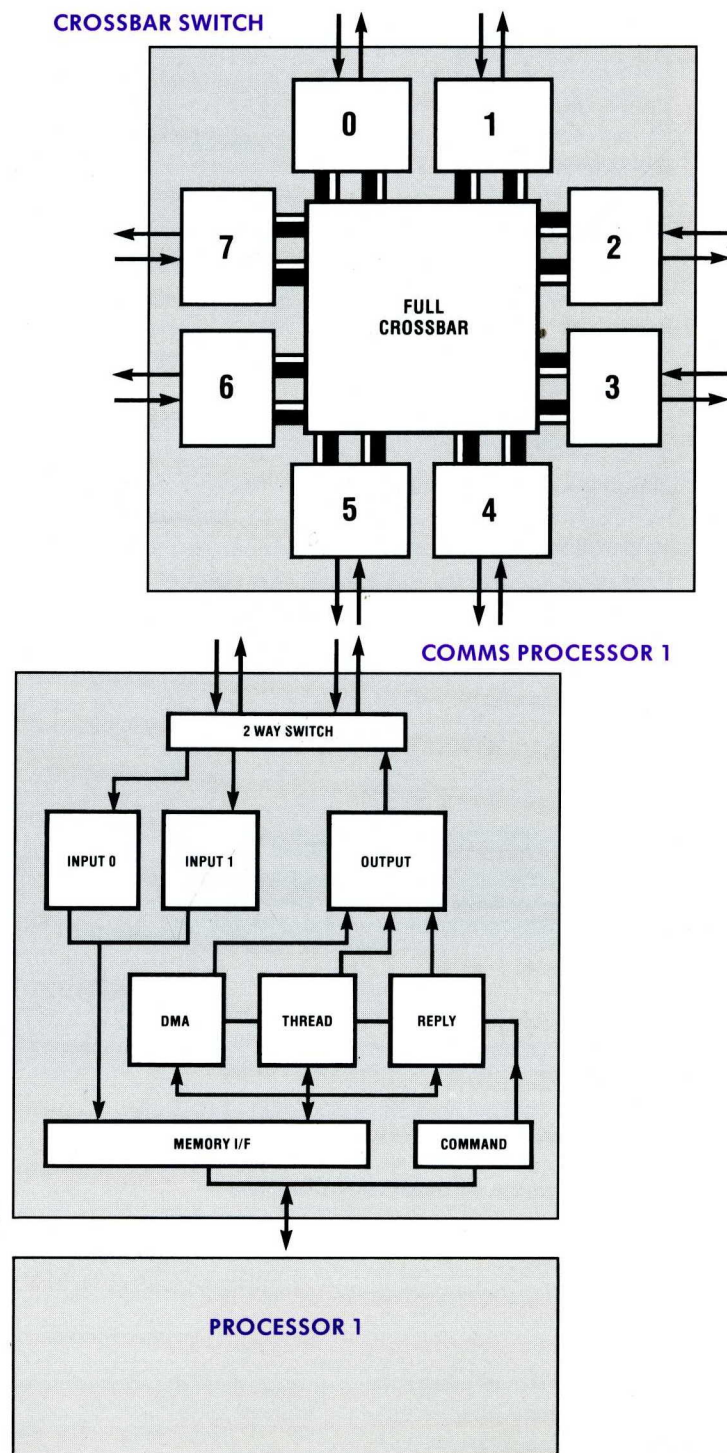 CROSSBAR SWITCH
0
1
7
2
FULL
CROSSBAR
6
3
5
4
COMMS PROCESSOR 1
2 WAY SWITCH
INPUT 0
INPUT 1
OUTPUT
DMA
THREAD
REPLY
MEMORY I/F
COMMAND
PROCESSOR 1